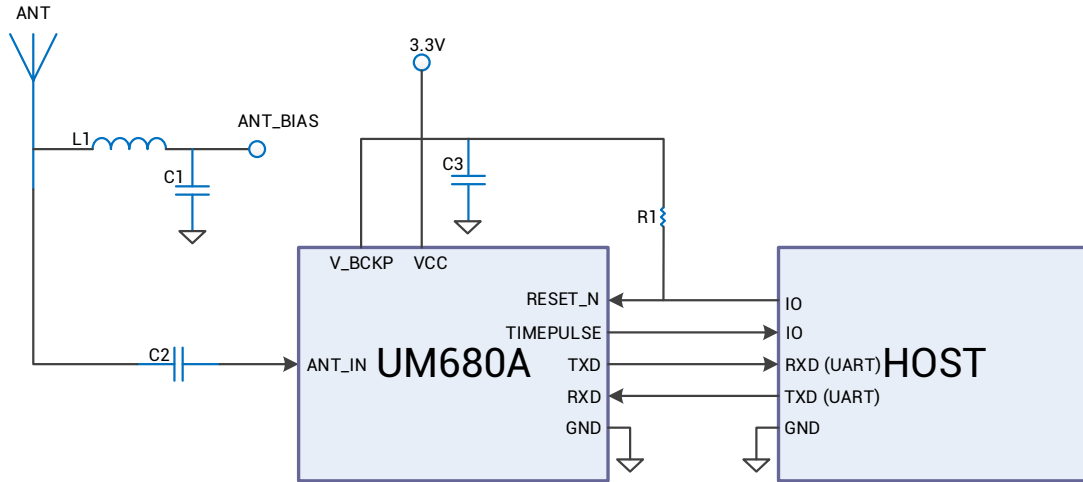 ANT
3.3V
ANT_BIAS
L1
C1
C3
R1
V_BCKP VCC
RESET_N
IO
TIMEPULSE
IO
C2
ANT_IN
UM680A
TXD
RXD (UART)
HOST
RXD
TXD (UART)
GND
GND